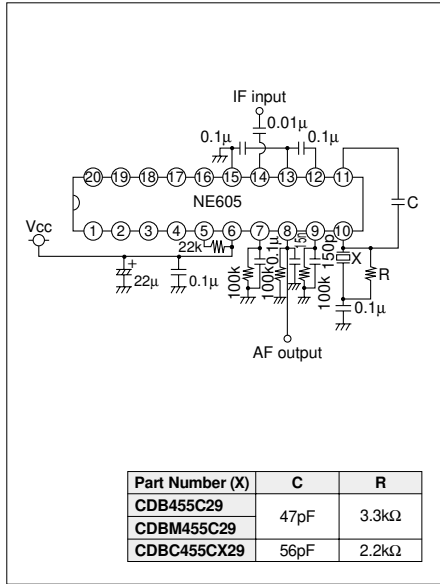 IF input
0.01μ
0.1μ 0.1μ
20 19 18 17 16 15 14 13 12 11
NE605
C
1 2 3 4 5 6 7 8 9 10
Vcc
22k
+
22μ
0.1μ
100k
0.1μ
100k
15n
150p
100k
X
R
0.1μ
AF output
Part Number (X) C R
CDB455C29 47pF 3.3kΩ
CDBM455C29
CDBC455CX29 56pF 2.2kΩ